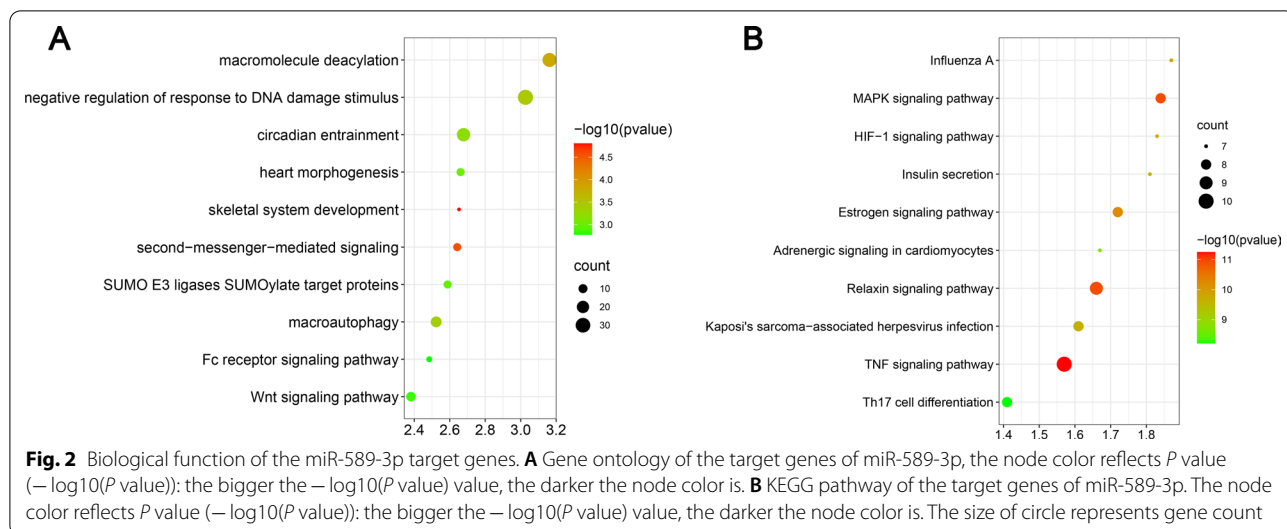 A
macromolecule deacylation
negative regulation of response to DNA damage stimulus
circadian entrainment
heart morphogenesis
skeletal system development
second−messenger−mediated signaling
SUMO E3 ligases SUMOylate target proteins
macroautophagy
Fc receptor signaling pathway
Wnt signaling pathway
2.4 2.6 2.8 3.0 3.2
−log10(pvalue)
4.5
4.0
3.5
3.0
count
10
20
30
B
Influenza A
MAPK signaling pathway
HIF−1 signaling pathway
Insulin secretion
Estrogen signaling pathway
Adrenergic signaling in cardiomyocytes
Relaxin signaling pathway
Kaposi's sarcoma−associated herpesvirus infection
TNF signaling pathway
Th17 cell differentiation
1.4 1.5 1.6 1.7 1.8
count
7
8
9
10
−log10(pvalue)
11
10
9
Fig. 2 Biological function of the miR-589-3p target genes. A Gene ontology of the target genes of miR-589-3p, the node color reflects P value
(− log10(P value)): the bigger the − log10(P value) value, the darker the node color is. B KEGG pathway of the target genes of miR-589-3p. The node
color reflects P value (− log10(P value)): the bigger the − log10(P value) value, the darker the node color is. The size of circle represents gene count